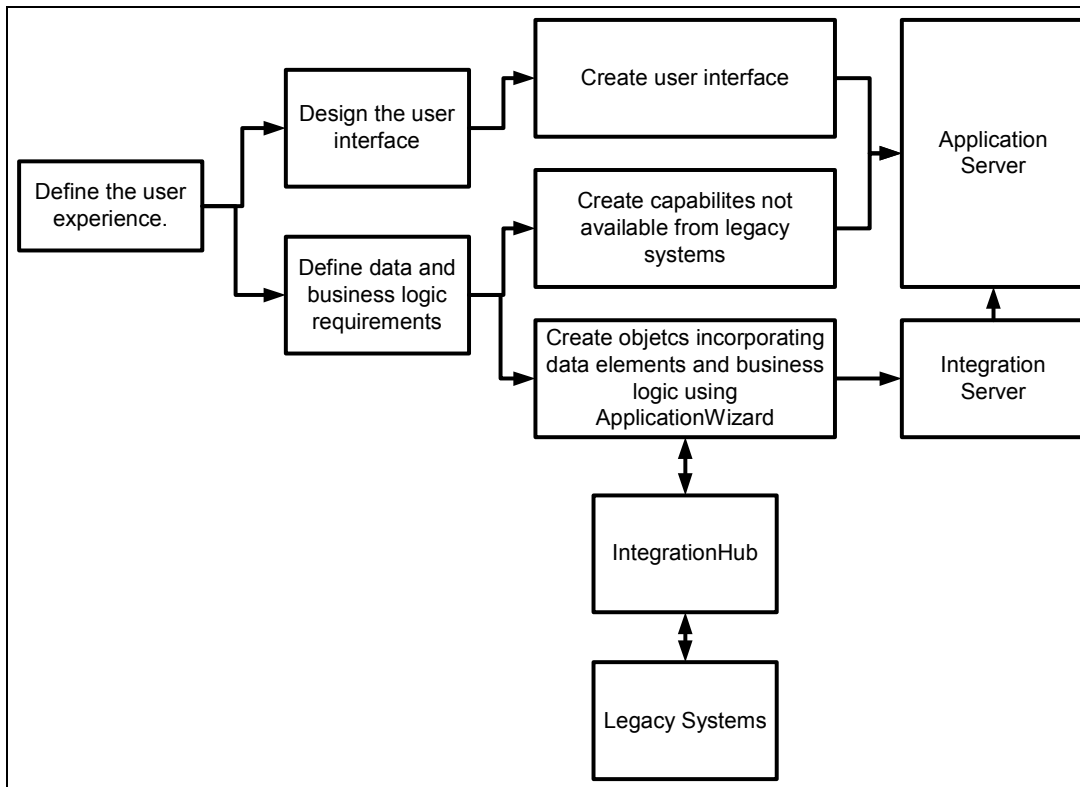 Define the user
experience.
Design the user
interface
Define data and
business logic
requirements
Create user interface
Create capabilites not
available from legacy
systems
Create objetcs incorporating
data elements and business
logic using
ApplicationWizard
Application
Server
Integration
Server
IntegrationHub
Legacy Systems